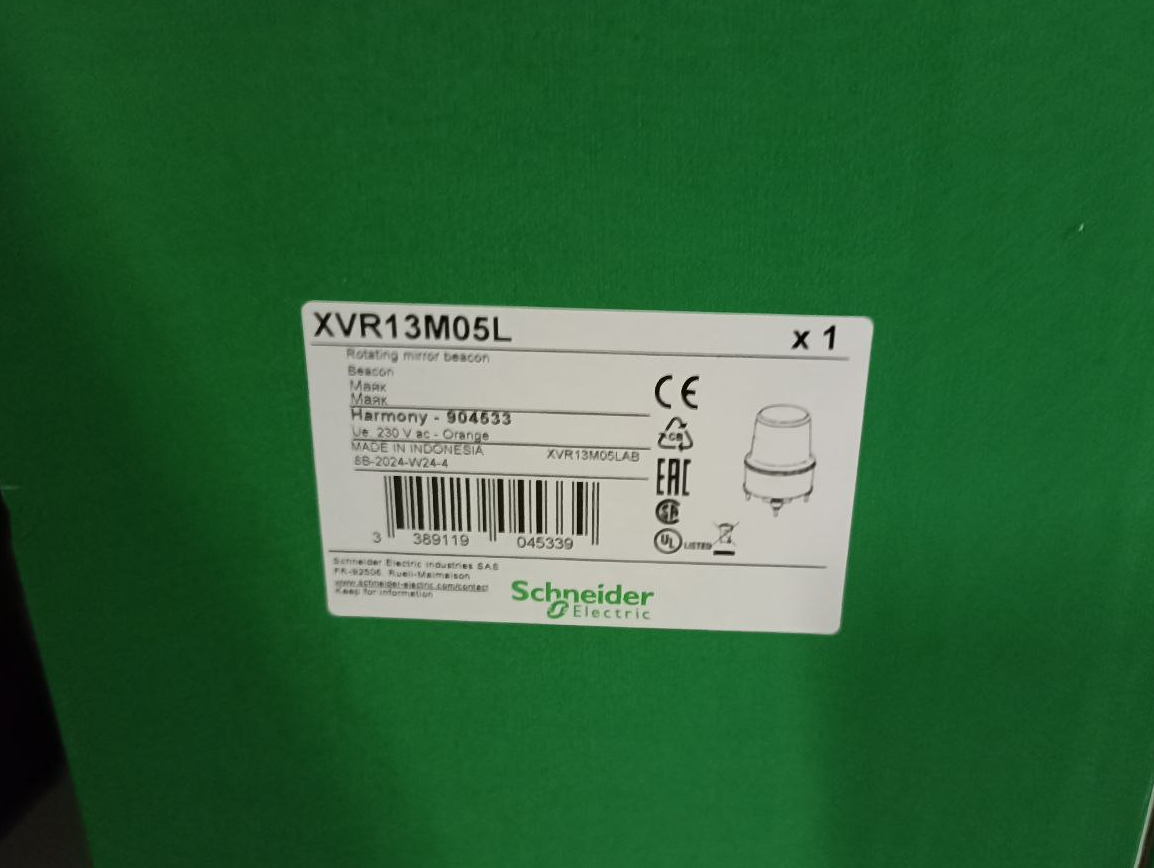 XVR13M05L x 1
Rotating mirror beacon
Beacon
Маяк
Маяк
Harmony - 904533
Ue 230 V ac - Orange
MADE IN INDONESIA XVR13M05LAB
8B-2024-W24-4
3 389119 045339
CE
EAC
UL LISTED
Schneider Electric Industries SAS
FR-92506 Rueil-Malmaison
www.schneider-electric.com/contact
Keep for information
Schneider
Electric